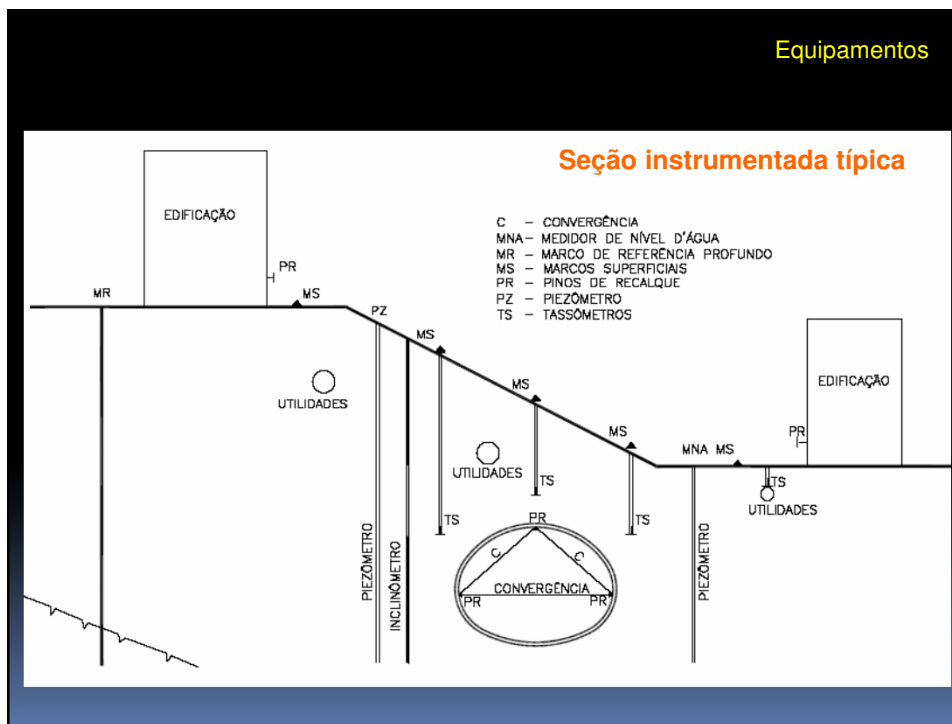 Equipamentos
Seção instrumentada típica
EDIFICAÇÃO
C – CONVERGÊNCIA
MNA– MEDIDOR DE NÍVEL D'ÁGUA
MR – MARCO DE REFERÊNCIA PROFUNDO
MS – MARCOS SUPERFICIAIS
PR – PINOS DE RECALQUE
PZ – PIEZÔMETRO
TS – TASSÔMETROS
PR
MR
MS
PZ
MS
UTILIDADES
MS
EDIFICAÇÃO
MS
PR
MNA MS
UTILIDADES
TS
TS
UTILIDADES
TS
PR
TS
PIEZÔMETRO
INCLINÔMETRO
C
C
CONVERGÊNCIA
PR
PR
PIEZÔMETRO